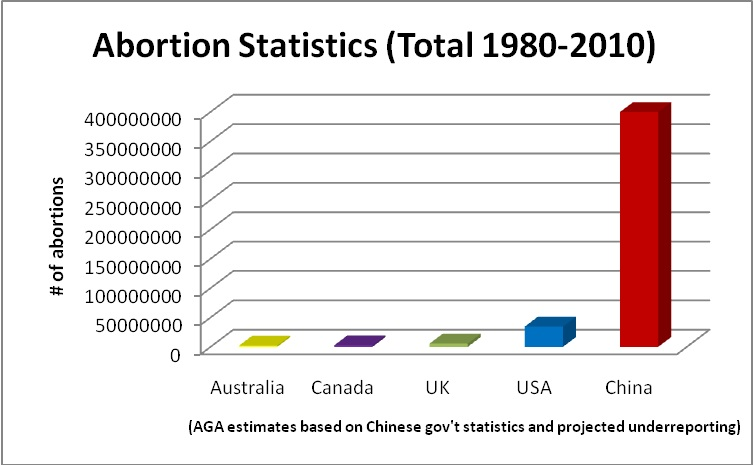 Abortion Statistics (Total 1980-2010)
# of abortions
400000000
350000000
300000000
250000000
200000000
150000000
100000000
50000000
0
Australia Canada UK USA China
(AGA estimates based on Chinese gov't statistics and projected underreporting)